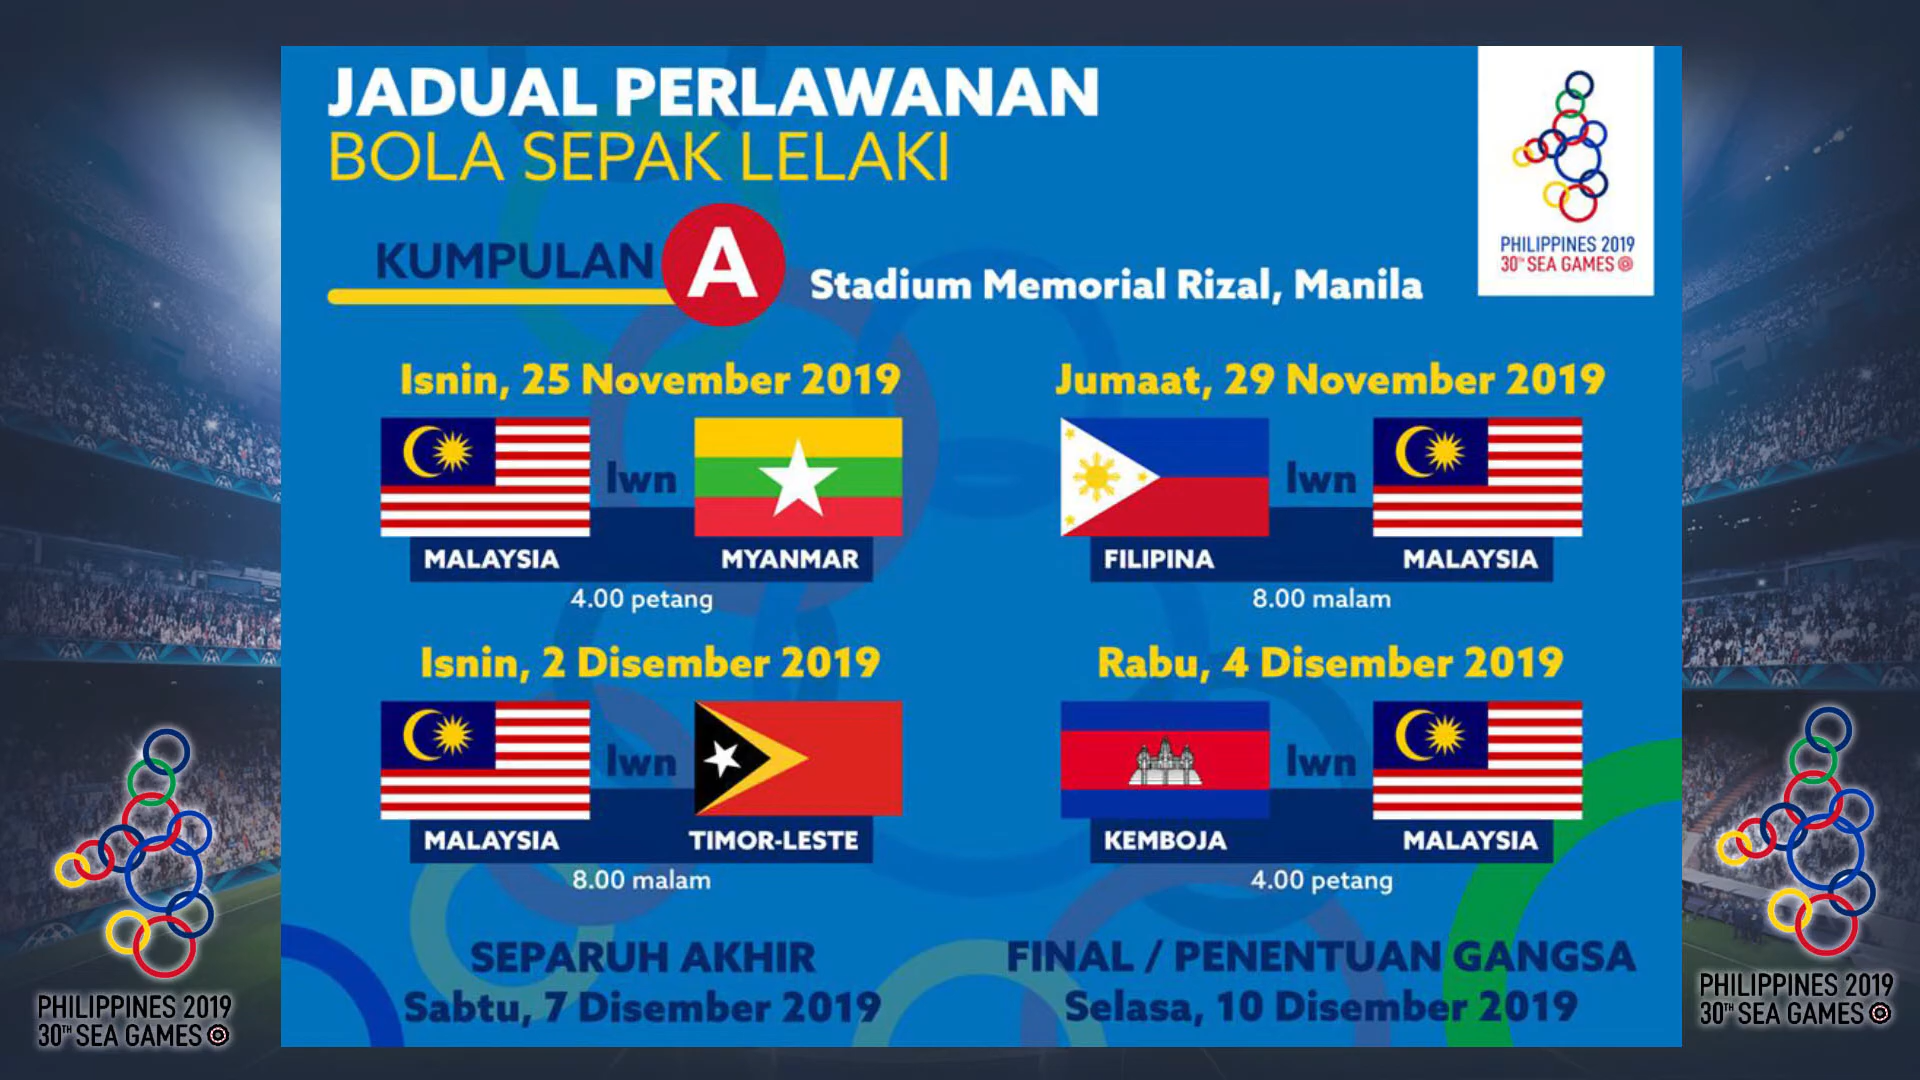 JADUAL PERLAWANAN
BOLA SEPAK LELAKI
KUMPULAN A
Stadium Memorial Rizal, Manila
PHILIPPINES 2019
30TH SEA GAMES
Isnin, 25 November 2019
lwn
MALAYSIA MYANMAR
4.00 petang
Jumaat, 29 November 2019
lwn
FILIPINA MALAYSIA
8.00 malam
Isnin, 2 Disember 2019
lwn
MALAYSIA TIMOR-LESTE
8.00 malam
Rabu, 4 Disember 2019
lwn
KEMBOJA MALAYSIA
4.00 petang
SEPARUH AKHIR
Sabtu, 7 Disember 2019
FINAL / PENENTUAN GANGSA
Selasa, 10 Disember 2019
PHILIPPINES 2019
30TH SEA GAMES
PHILIPPINES 2019
30TH SEA GAMES